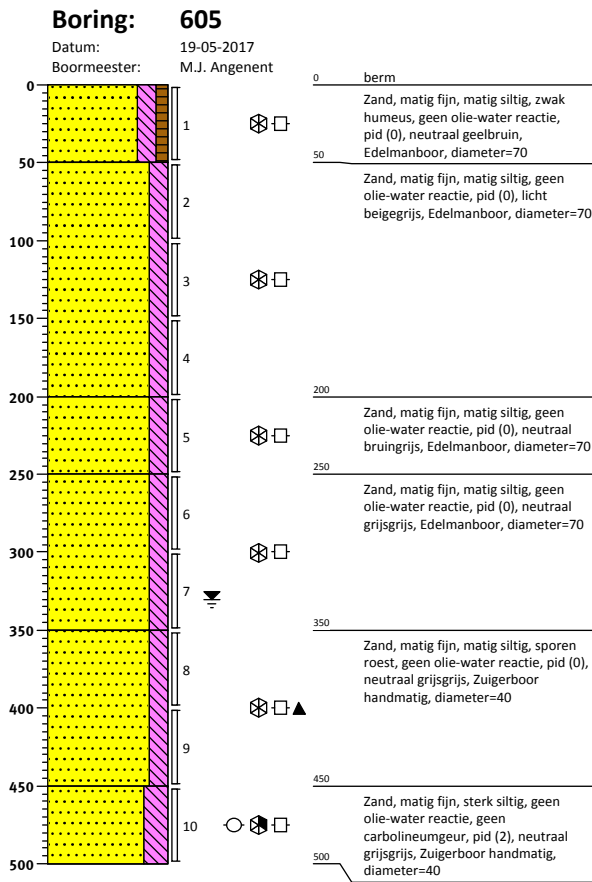 Boring: 605
Datum: 19-05-2017
Boormeester: M.J. Angenent
0
50
100
150
200
250
300
350
400
450
500
1
2
3
4
5
6
7
8
9
10
0 berm
Zand, matig fijn, matig siltig, zwak
humeus, geen olie-water reactie,
pid (0), neutraal geelbruin,
Edelmanboor, diameter=70
50
Zand, matig fijn, matig siltig, geen
olie-water reactie, pid (0), licht
beigegrijs, Edelmanboor, diameter=70
200
Zand, matig fijn, matig siltig, geen
olie-water reactie, pid (0), neutraal
bruingrijs, Edelmanboor, diameter=70
250
Zand, matig fijn, matig siltig, geen
olie-water reactie, pid (0), neutraal
grijsgrijs, Edelmanboor, diameter=70
350
Zand, matig fijn, matig siltig, sporen
roest, geen olie-water reactie, pid (0),
neutraal grijsgrijs, Zuigerboor
handmatig, diameter=40
450
Zand, matig fijn, sterk siltig, geen
olie-water reactie, geen
carbolineumgeur, pid (2), neutraal
grijsgrijs, Zuigerboor handmatig,
diameter=40
500